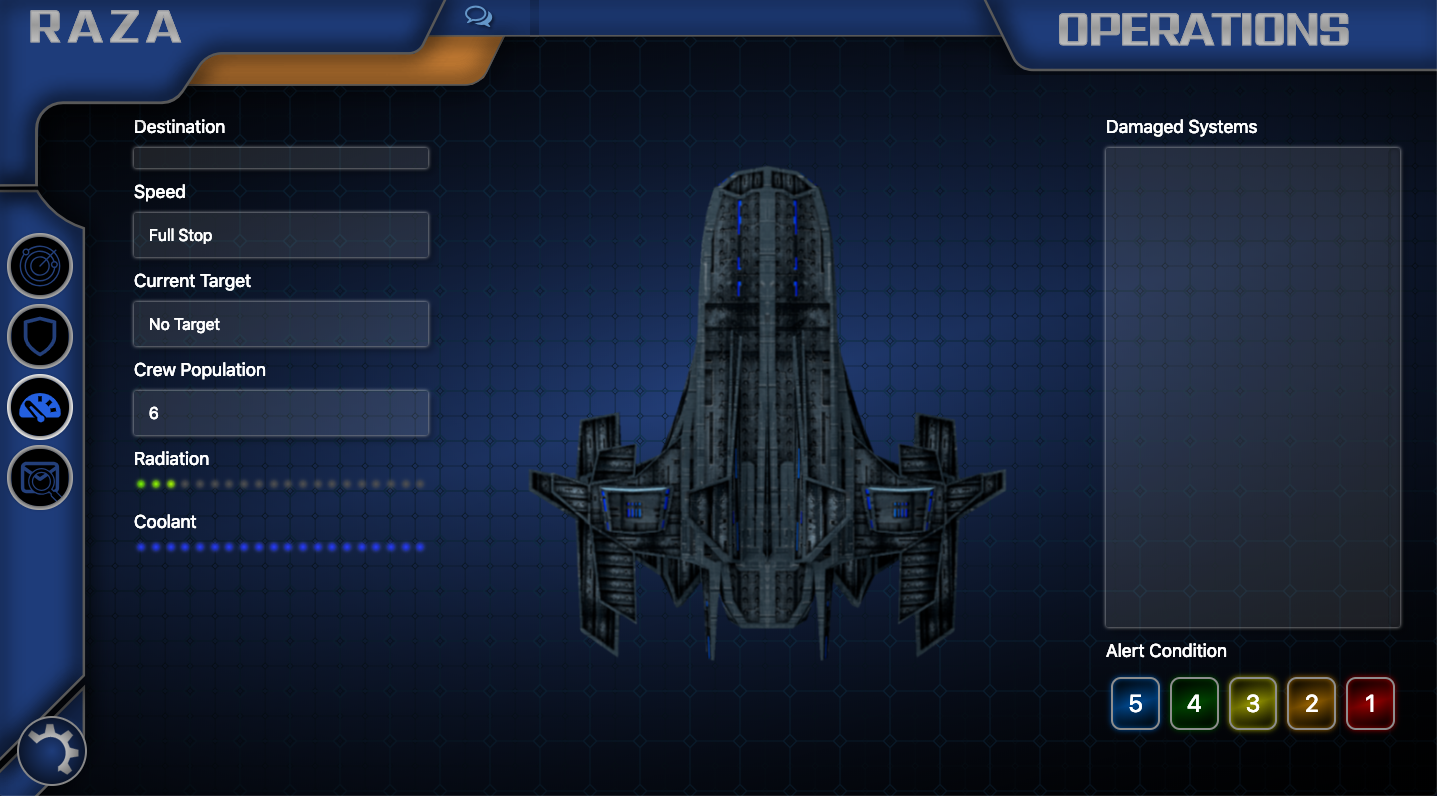 RAZA
OPERATIONS
Destination
Speed
Full Stop
Current Target
No Target
Crew Population
6
Radiation
Coolant
Damaged Systems
Alert Condition
5 4 3 2 1